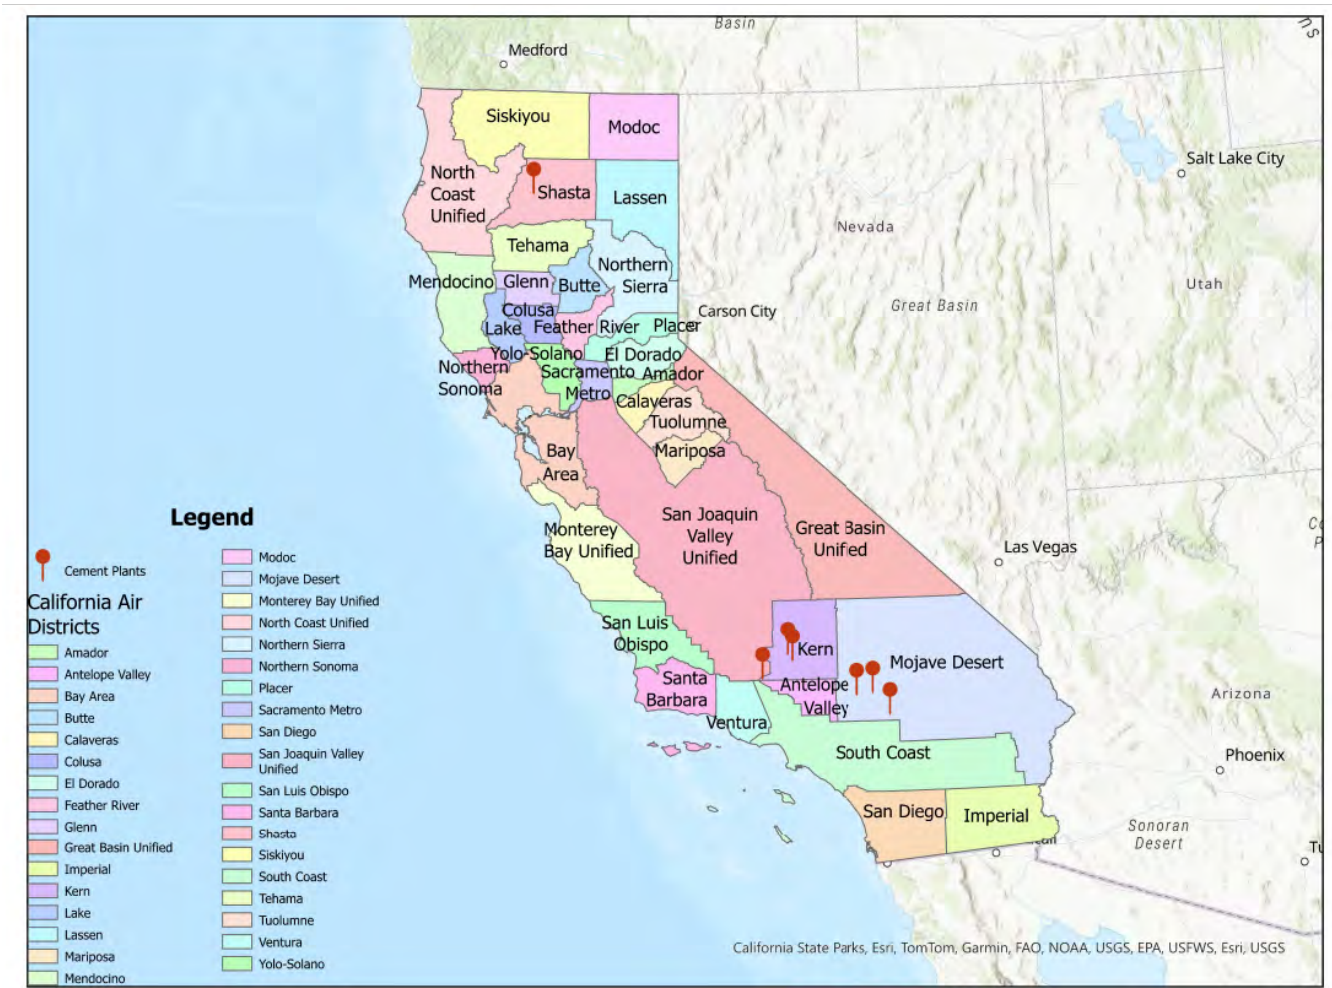 Basin
Medford
Siskiyou
Modoc
Salt Lake City
North
Coast
Unified
Shasta
Lassen
Nevada
Tehama
Northern
Sierra
Mendocino
Glenn
Butte
Utah
Great Basin
Colusa
Carson City
Lake
Feather River
Placer
Yolo-Solano
El Dorado
Northern
Sonoma
Sacramento
Metro
Amador
Calaveras
Tuolumne
Bay
Area
Mariposa
San Joaquin
Valley
Unified
Great Basin
Unified
Monterey
Bay Unified
Las Vegas
San Luis
Obispo
Kern
Mojave Desert
Santa
Barbara
Antelope
Valley
Ventura
Arizona
South Coast
Phoenix
San Diego
Imperial
Sonoran
Desert
Legend
Cement Plants
California Air
Districts
Amador
Antelope Valley
Bay Area
Butte
Calaveras
Colusa
El Dorado
Feather River
Glenn
Great Basin Unified
Imperial
Kern
Lake
Lassen
Mariposa
Mendocino
Modoc
Mojave Desert
Monterey Bay Unified
North Coast Unified
Northern Sierra
Northern Sonoma
Placer
Sacramento Metro
San Diego
San Joaquin Valley
Unified
San Luis Obispo
Santa Barbara
Shasta
Siskiyou
South Coast
Tehama
Tuolumne
Ventura
Yolo-Solano
California State Parks, Esri, TomTom, Garmin, FAO, NOAA, USGS, EPA, USFWS, Esri, USGS